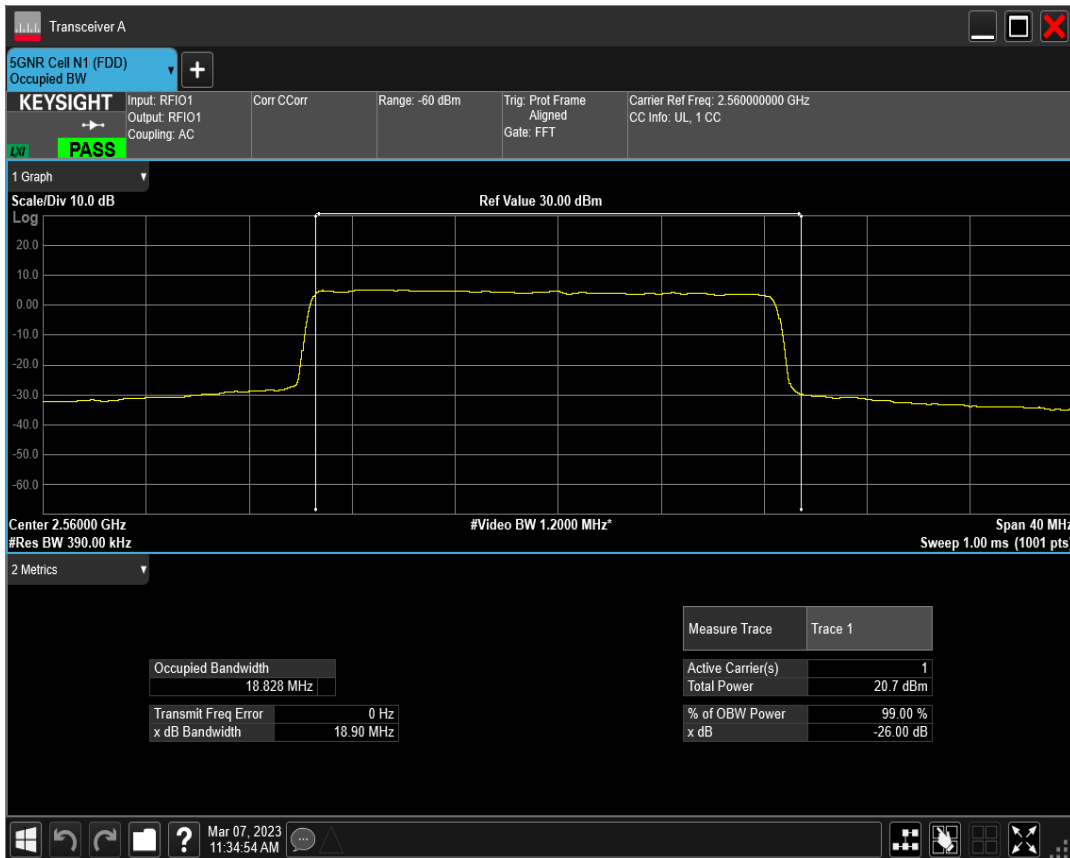 Transceiver A
5GNR Cell N1 (FDD)
Occupied BW
+
KEYSIGHT
LXI
PASS
Input: RFIO1
Output: RFIO1
Coupling: AC
Corr CCorr
Range: -60 dBm
Trig: Prot Frame
Aligned
Gate: FFT
Carrier Ref Freq: 2.560000000 GHz
CC Info: UL, 1 CC
1 Graph
Scale/Div 10.0 dB
Ref Value 30.00 dBm
Log
20.0
10.0
0.00
-10.0
-20.0
-30.0
-40.0
-50.0
-60.0
Center 2.56000 GHz
#Video BW 1.2000 MHz*
Span 40 MHz
#Res BW 390.00 kHz
Sweep 1.00 ms (1001 pts)
2 Metrics
Measure Trace Trace 1
Occupied Bandwidth
18.828 MHz
Active Carrier(s) 1
Total Power 20.7 dBm
Transmit Freq Error 0 Hz
x dB Bandwidth 18.90 MHz
% of OBW Power 99.00 %
x dB -26.00 dB
?
Mar 07, 2023
11:34:54 AM